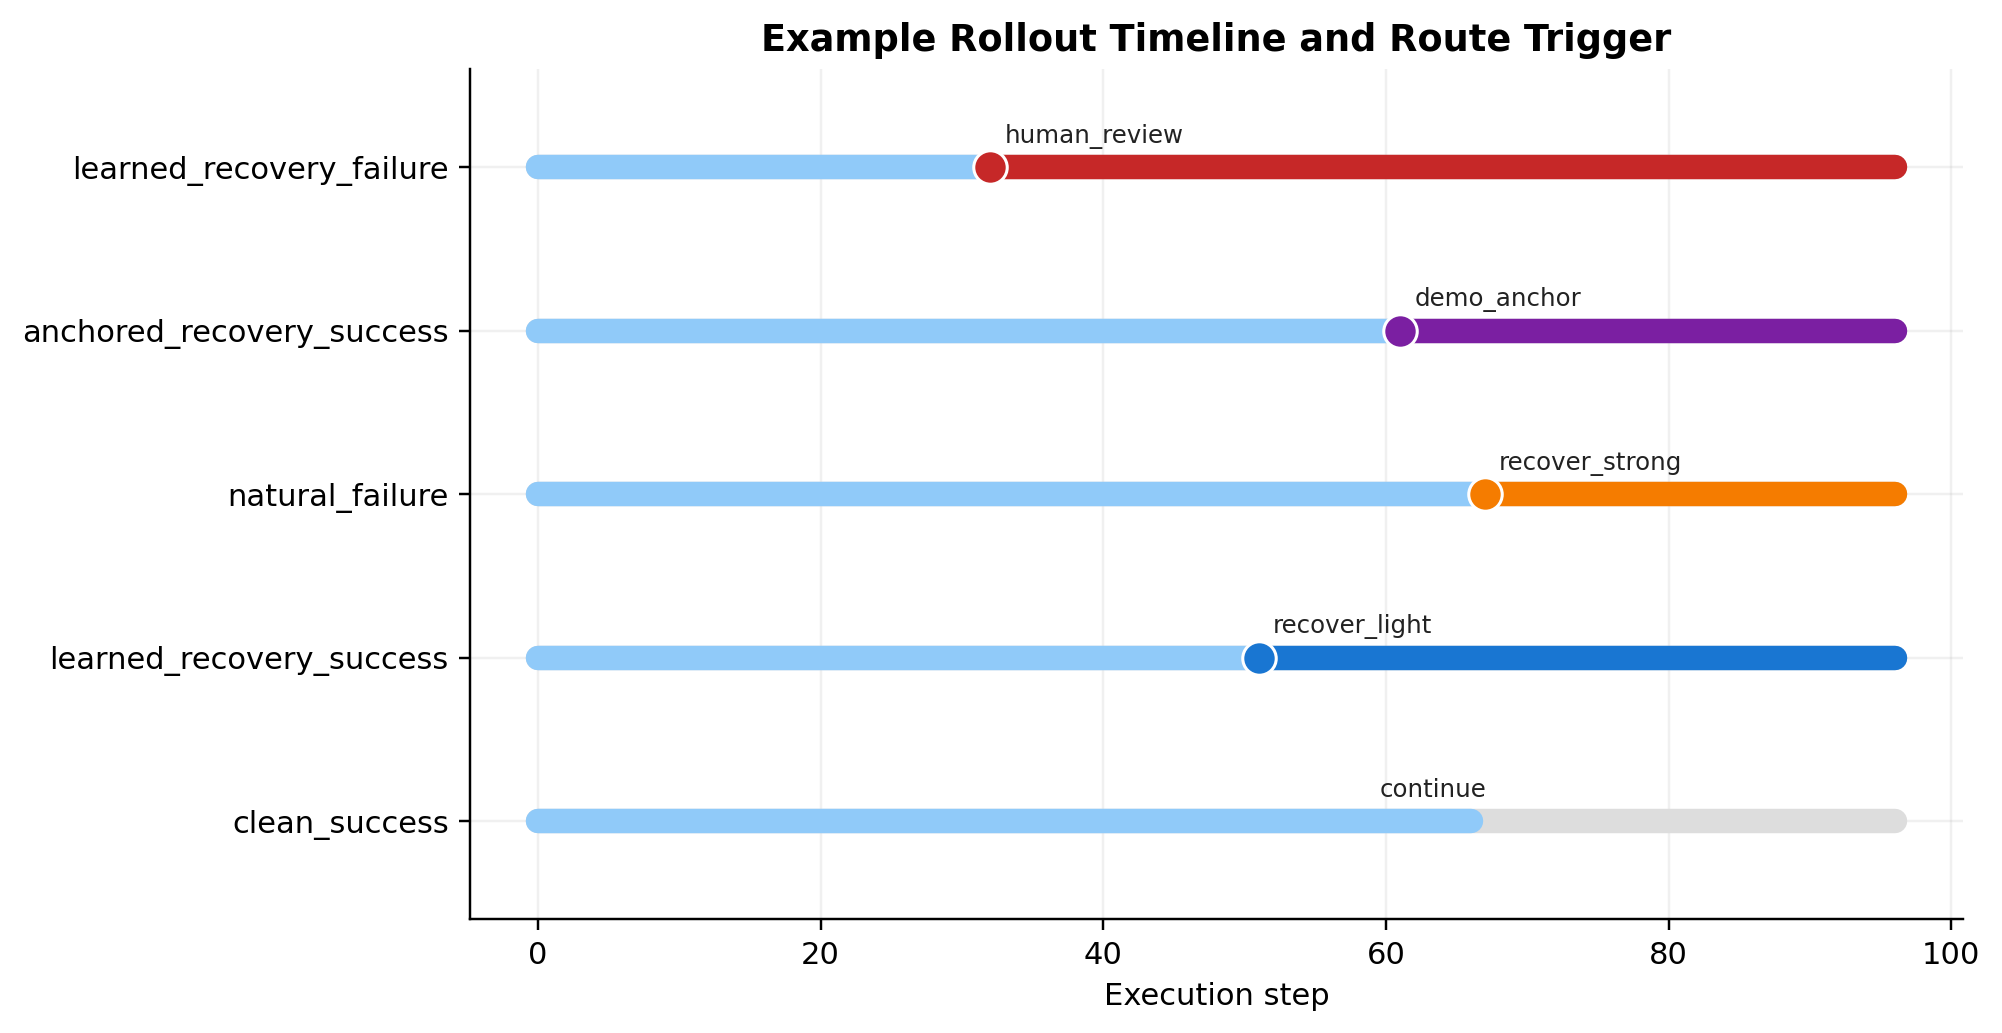 Example Rollout Timeline and Route Trigger
learned_recovery_failure
human_review
anchored_recovery_success
demo_anchor
natural_failure
recover_strong
learned_recovery_success
recover_light
clean_success
continue
0 20 40 60 80 100
Execution step